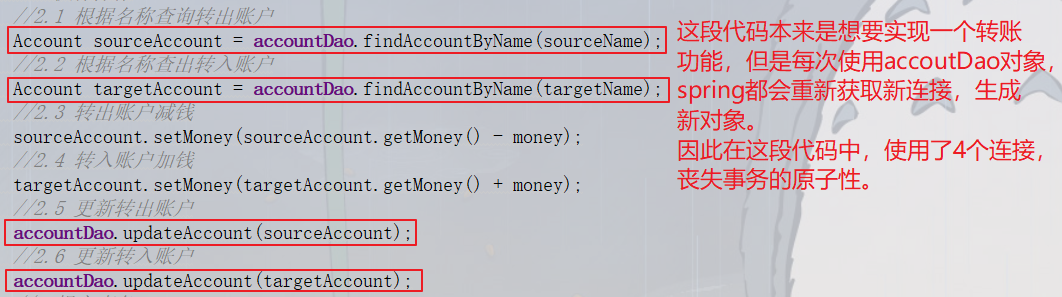 //2.1 根据名称查询转出账户
Account sourceAccount = accountDao.findAccountByName(sourceName);
//2.2 根据名称查出转入账户
Account targetAccount = accountDao.findAccountByName(targetName);
//2.3 转出账户减钱
sourceAccount.setMoney(sourceAccount.getMoney() - money);
//2.4 转入账户加钱
targetAccount.setMoney(targetAccount.getMoney() + money);
//2.5 更新转出账户
accountDao.updateAccount(sourceAccount);
//2.6 更新转入账户
accountDao.updateAccount(targetAccount);
这段代码本来是想要实现一个转账
功能，但是每次使用accoutDao对象，
spring都会重新获取新连接，生成
新对象。
因此在这段代码中，使用了4个连接，
丧失事务的原子性。